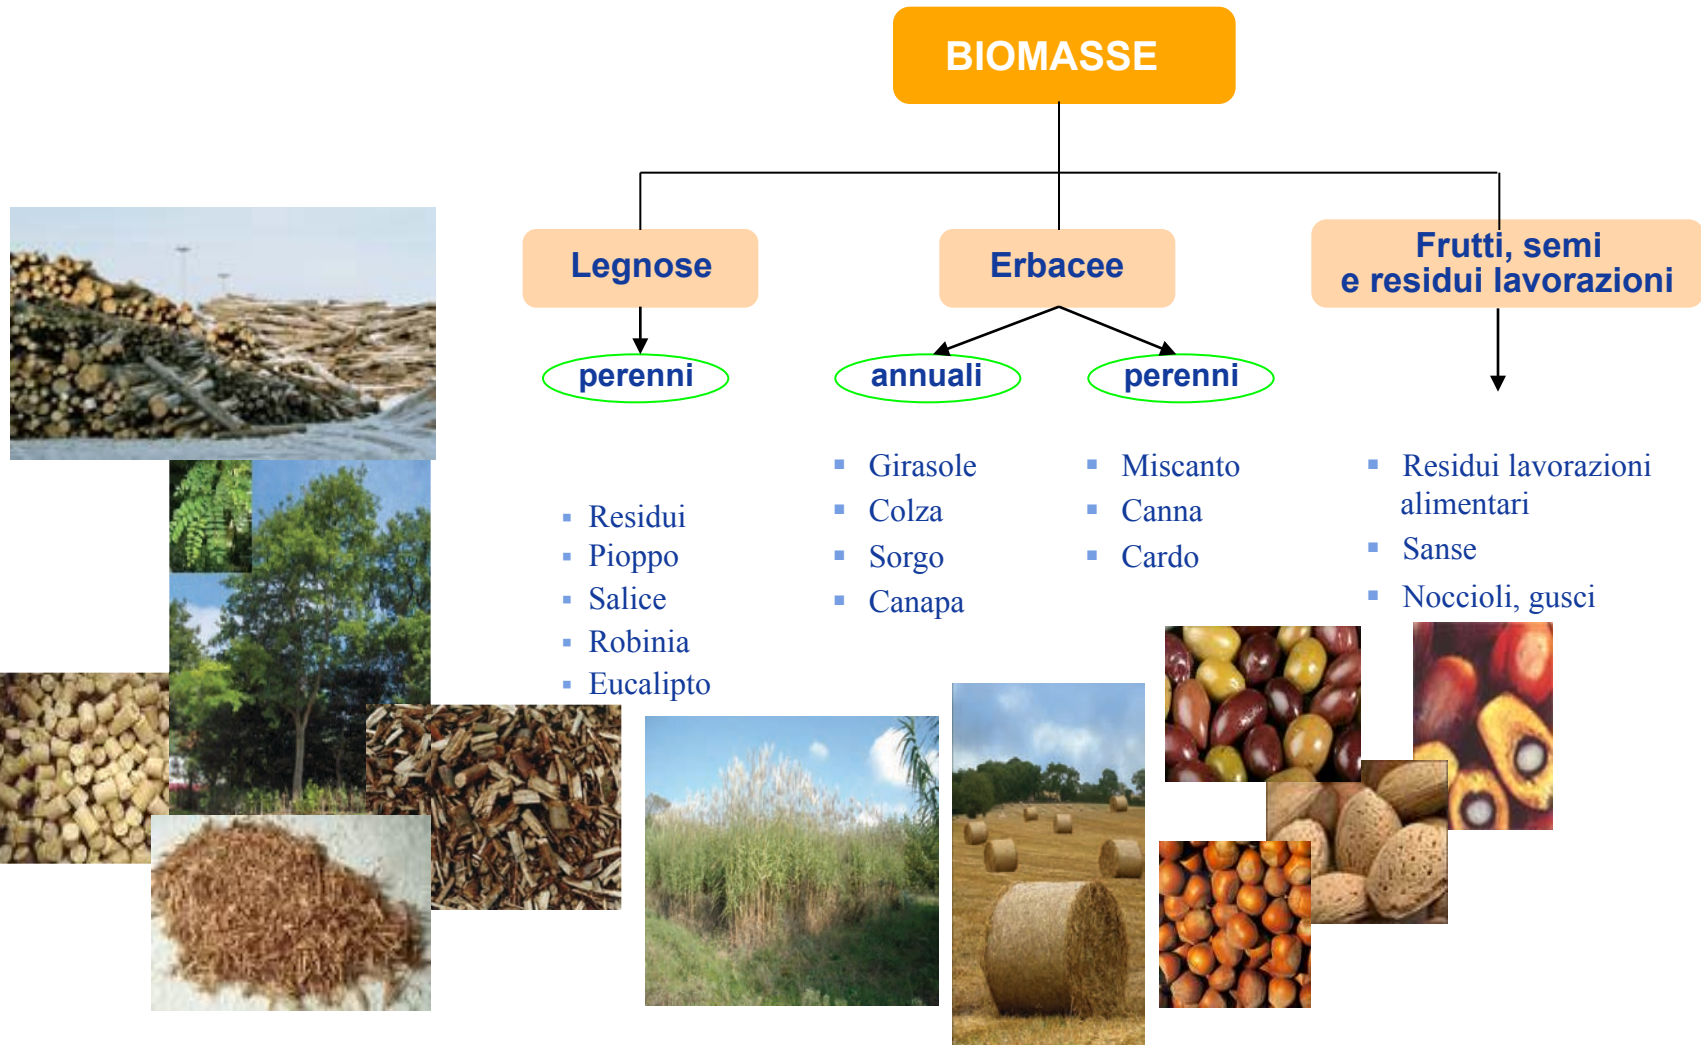 BIOMASSE
Legnose
Erbacee
Frutti, semi
e residui lavorazioni
perenni
annuali
perenni
▪ Residui
▪ Pioppo
▪ Salice
▪ Robinia
▪ Eucalipto
▪ Girasole
▪ Colza
▪ Sorgo
▪ Canapa
▪ Miscanto
▪ Canna
▪ Cardo
▪ Residui lavorazioni
alimentari
▪ Sanse
▪ Noccioli, gusci